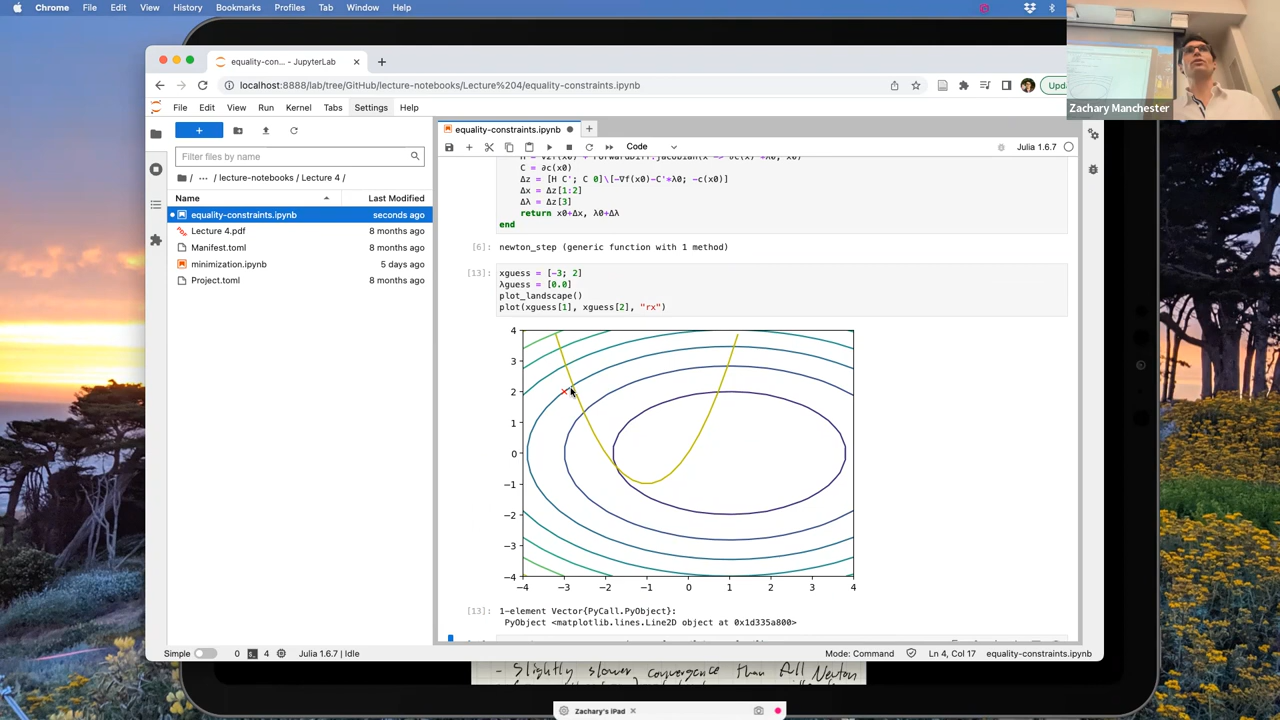 Chrome File Edit View History Bookmarks Profiles Tab Window Help
Zachary Manchester
equality-con… - JupyterLab
localhost:8888/lab/tree/GitHub/lecture-notebooks/Lecture%204/equality-constraints.ipynb
Upd
File Edit View Run Kernel Tabs Settings Help
Filter files by name
/ … / lecture-notebooks / Lecture 4 /
Name Last Modified
equality-constraints.ipynb seconds ago
Lecture 4.pdf 8 months ago
Manifest.toml 8 months ago
minimization.ipynb 5 days ago
Project.toml 8 months ago
equality-constraints.ipynb
Code
Julia 1.6.7
C = ∂c(x0)
Δz = [H C'; C 0]\[-∇f(x0)-C'*λ0; -c(x0)]
Δx = Δz[1:2]
Δλ = Δz[3]
return x0+Δx, λ0+Δλ
end
[6]: newton_step (generic function with 1 method)
[13]: xguess = [-3; 2]
λguess = [0.0]
plot_landscape()
plot(xguess[1], xguess[2], "rx")
4
3
2
1
0
−1
−2
−3
−4
−4 −3 −2 −1 0 1 2 3 4
[13]: 1-element Vector{PyCall.PyObject}:
PyObject <matplotlib.lines.Line2D object at 0x1d335a800>
Simple 0 4 Julia 1.6.7 | Idle Mode: Command Ln 4, Col 17 equality-constraints.ipynb
- Slightly slower convergence than full Newton
Zachary's iPad